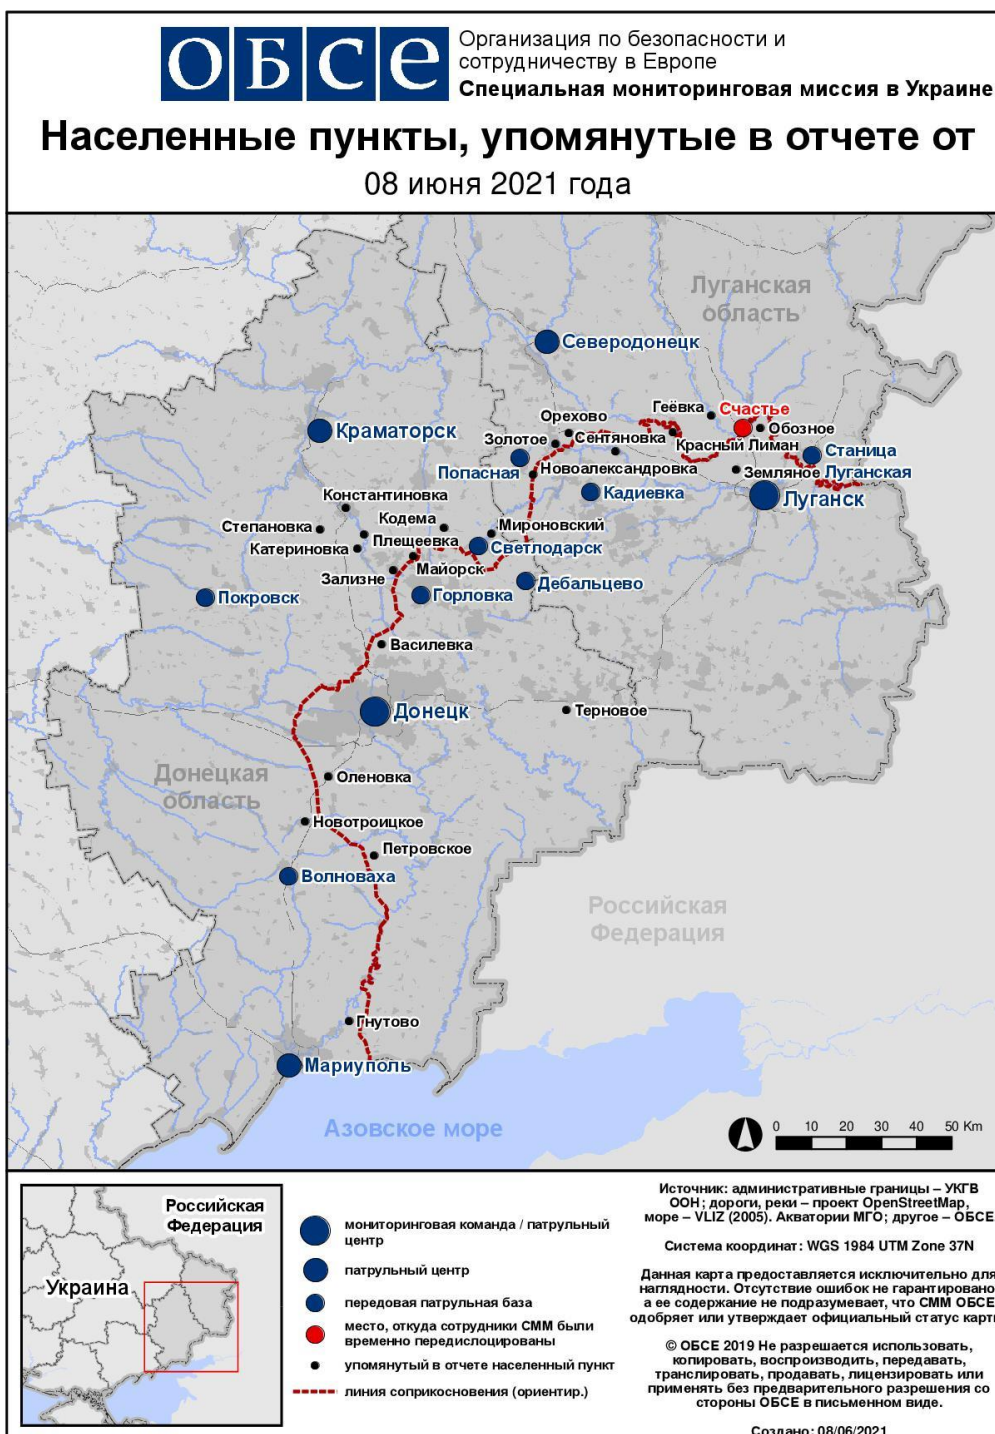 ОБСЕ
Организация по безопасности и
сотрудничеству в Европе
Специальная мониторинговая миссия в Украине
Населенные пункты, упомянутые в отчете от
08 июня 2021 года
Луганская
область
Северодонецк
Геёвка
Счастье
Орехово
Обозное
Краматорск
Золотое
Сентяновка
Красный Лиман
Станица
Луганская
Попасная
Новоалександровка
Земляное
Кадиевка
Луганск
Константиновка
Степановка
Кодема
Мироновский
Катериновка
Плещеевка
Светлодарск
Зализне
Майорск
Дебальцево
Покровск
Горловка
Василевка
Донецк
Терновое
Донецкая
область
Оленовка
Новотроицкое
Петровское
Волноваха
Российская
Федерация
Гнутово
Мариуполь
Азовское море
0 10 20 30 40 50 Km
Российская
Федерация
Украина
мониторинговая команда / патрульный
центр
патрульный центр
передовая патрульная база
место, откуда сотрудники СММ были
временно передислоцированы
упомянутый в отчете населенный пункт
линия соприкосновения (ориентир.)
Источник: административные границы – УКГВ
ООН; дороги, реки – проект OpenStreetMap,
море – VLIZ (2005). Акватории МГО; другое – ОБСЕ
Система координат: WGS 1984 UTM Zone 37N
Данная карта предоставляется исключительно для
наглядности. Отсутствие ошибок не гарантировано,
а ее содержание не подразумевает, что СММ ОБСЕ
одобряет или утверждает официальный статус карты
© ОБСЕ 2019 Не разрешается использовать,
копировать, воспроизводить, передавать,
транслировать, продавать, лицензировать или
применять без предварительного разрешения со
стороны ОБСЕ в письменном виде.
Создано: 08/06/2021